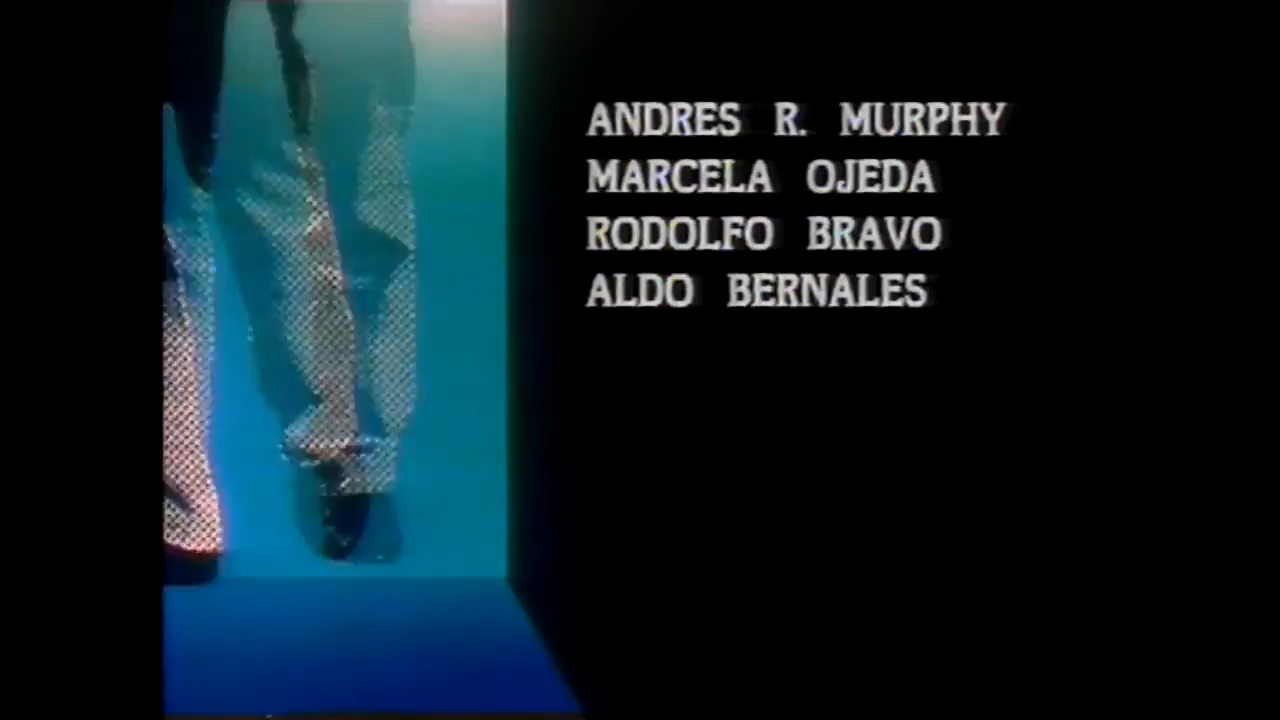 ANDRES R. MURPHY
MARCELA OJEDA
RODOLFO BRAVO
ALDO BERNALES